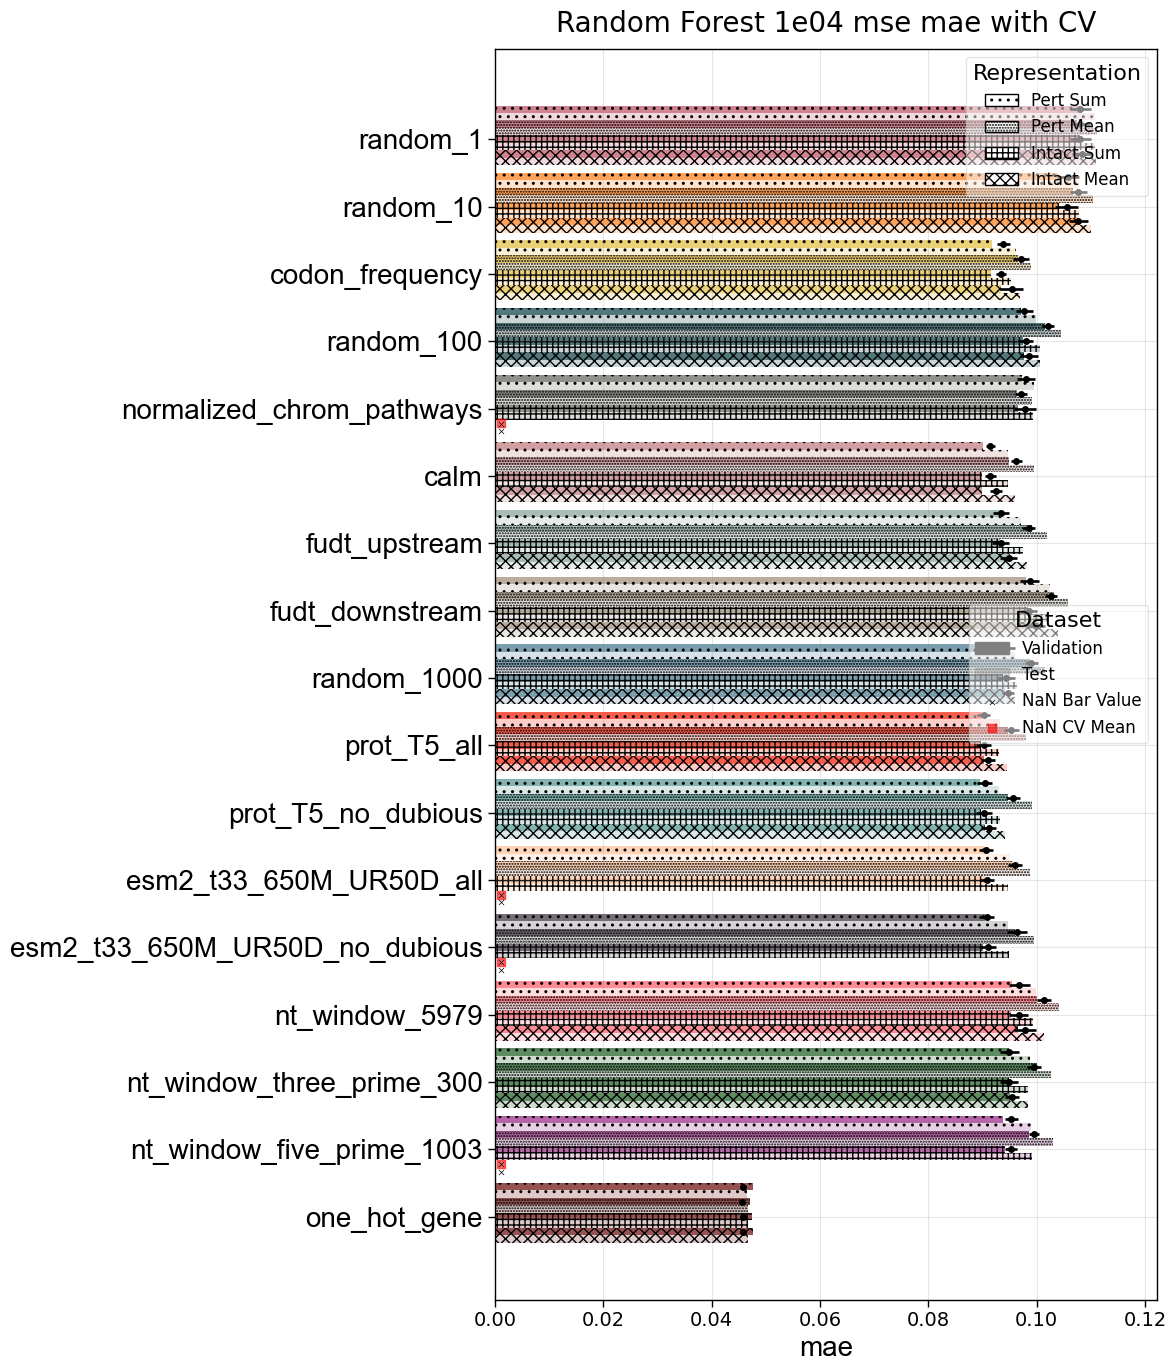 Random Forest 1e04 mse mae with CV
Representation
Pert Sum
Pert Mean
Intact Sum
Intact Mean
random_1
random_10
codon_frequency
random_100
normalized_chrom_pathways
calm
fudt_upstream
fudt_downstream
random_1000
prot_T5_all
prot_T5_no_dubious
esm2_t33_650M_UR50D_all
esm2_t33_650M_UR50D_no_dubious
nt_window_5979
nt_window_three_prime_300
nt_window_five_prime_1003
one_hot_gene
Dataset
Validation
Test
NaN Bar Value
NaN CV Mean
0.00 0.02 0.04 0.06 0.08 0.10 0.12
mae